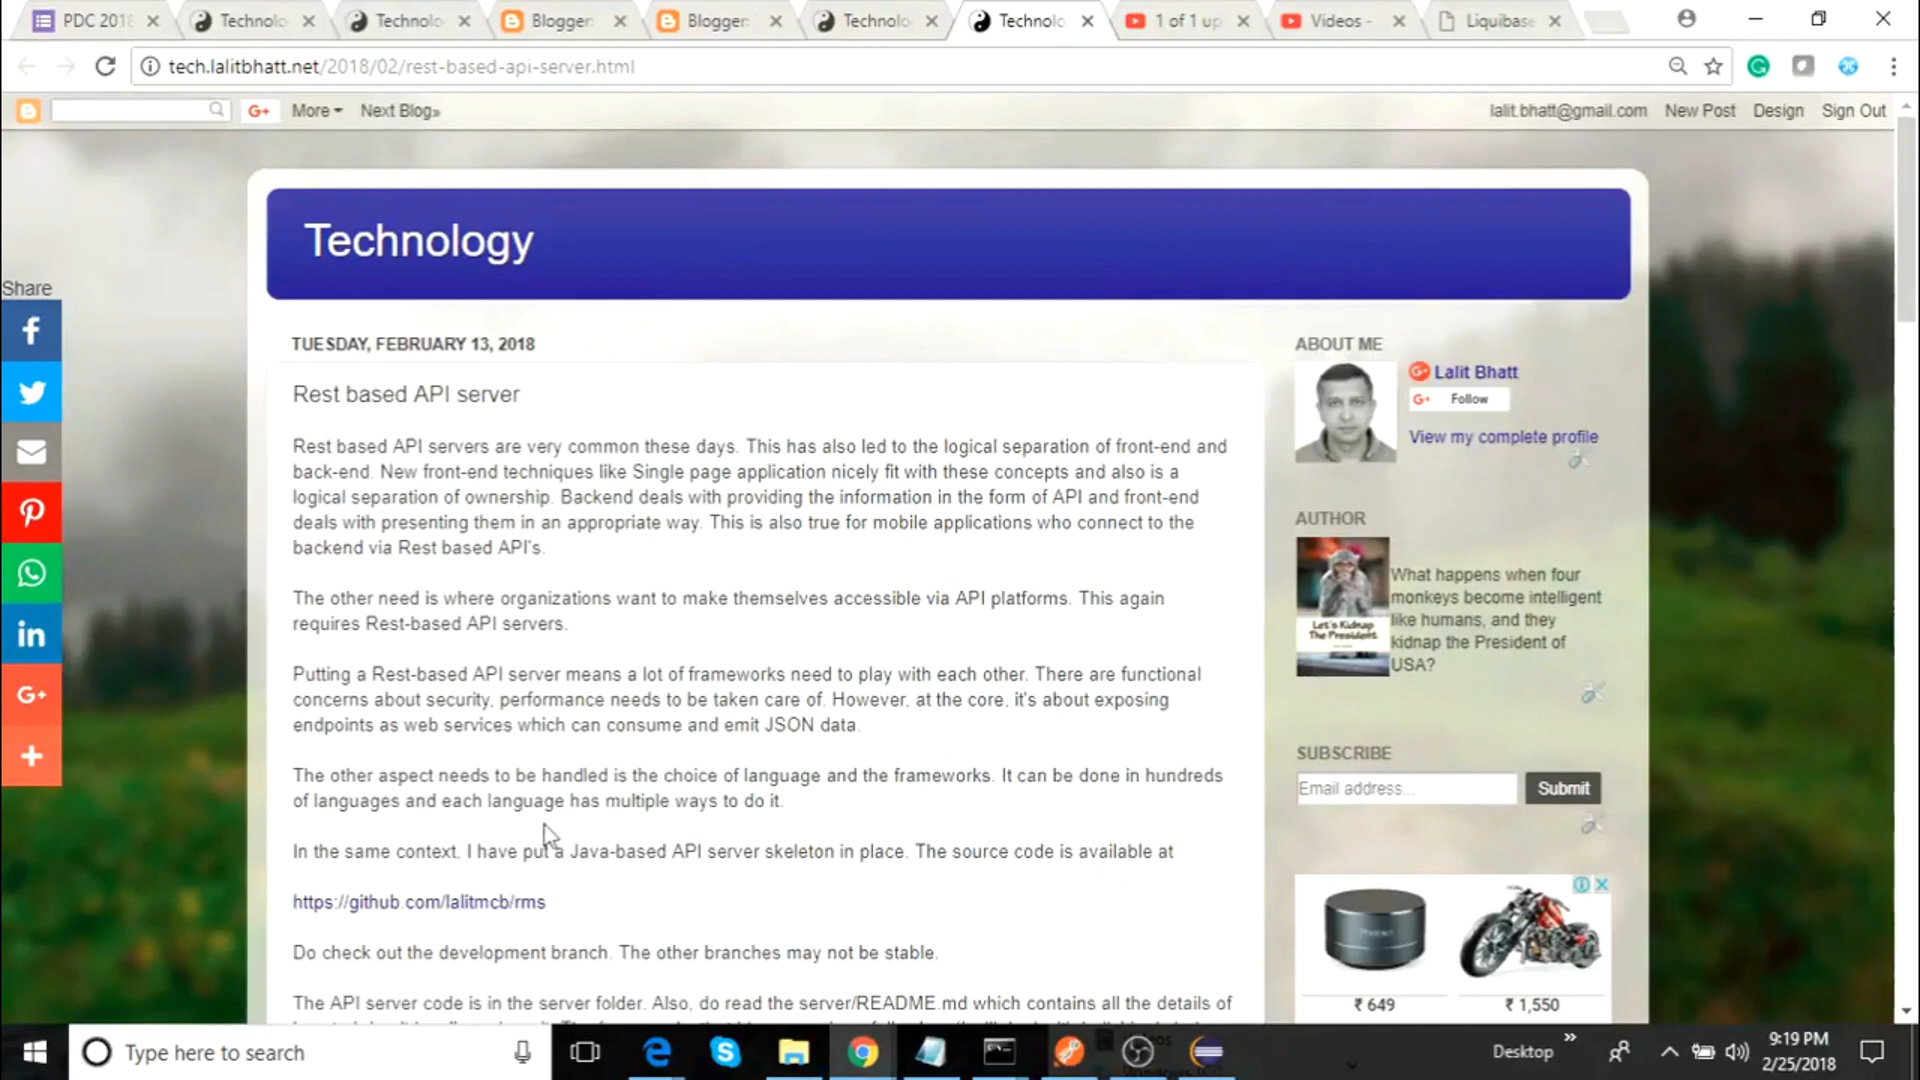 PDC 2018
Technolo
Technolo
Blogger:
Blogger:
Technolo
Technolo
1 of 1 up
Videos -
Liquibase
tech.lalitbhatt.net/2018/02/rest-based-api-server.html
G+
More
Next Blog»
lalit.bhatt@gmail.com
New Post
Design
Sign Out
Technology
Share
TUESDAY, FEBRUARY 13, 2018
Rest based API server
Rest based API servers are very common these days. This has also led to the logical separation of front-end and
back-end. New front-end techniques like Single page application nicely fit with these concepts and also is a
logical separation of ownership. Backend deals with providing the information in the form of API and front-end
deals with presenting them in an appropriate way. This is also true for mobile applications who connect to the
backend via Rest based API's.
The other need is where organizations want to make themselves accessible via API platforms. This again
requires Rest-based API servers.
Putting a Rest-based API server means a lot of frameworks need to play with each other. There are functional
concerns about security, performance needs to be taken care of. However, at the core, it's about exposing
endpoints as web services which can consume and emit JSON data.
The other aspect needs to be handled is the choice of language and the frameworks. It can be done in hundreds
of languages and each language has multiple ways to do it.
In the same context, I have put a Java-based API server skeleton in place. The source code is available at
https://github.com/lalitmcb/rms
Do check out the development branch. The other branches may not be stable.
The API server code is in the server folder. Also, do read the server/README.md which contains all the details of
ABOUT ME
Lalit Bhatt
G+ Follow
View my complete profile
AUTHOR
Let's Kidnap
The President
What happens when four
monkeys become intelligent
like humans, and they
kidnap the President of
USA?
SUBSCRIBE
Email address...
Submit
₹ 649
₹ 1,550
Type here to search
Desktop
9:19 PM
2/25/2018